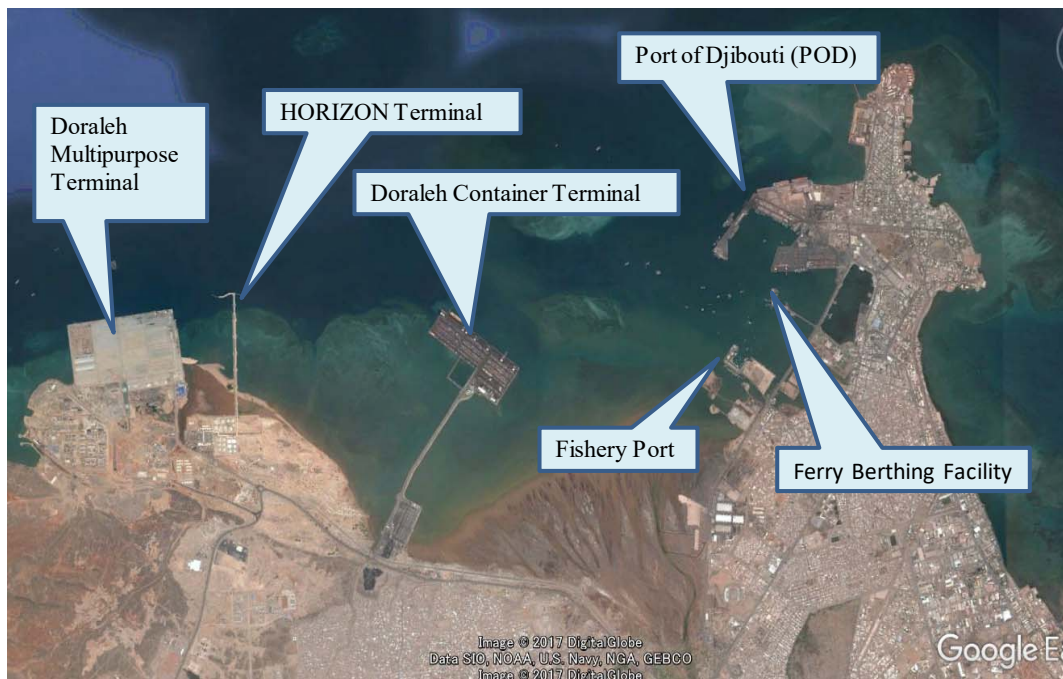 Port of Djibouti (POD)
HORIZON Terminal
Doraleh
Multipurpose
Terminal
Doraleh Container Terminal
Fishery Port
Ferry Berthing Facility
Image © 2017 DigitalGlobe
Data SIO, NOAA, U.S. Navy, NGA, GEBCO
Image © 2017 DigitalGlobe
Google E